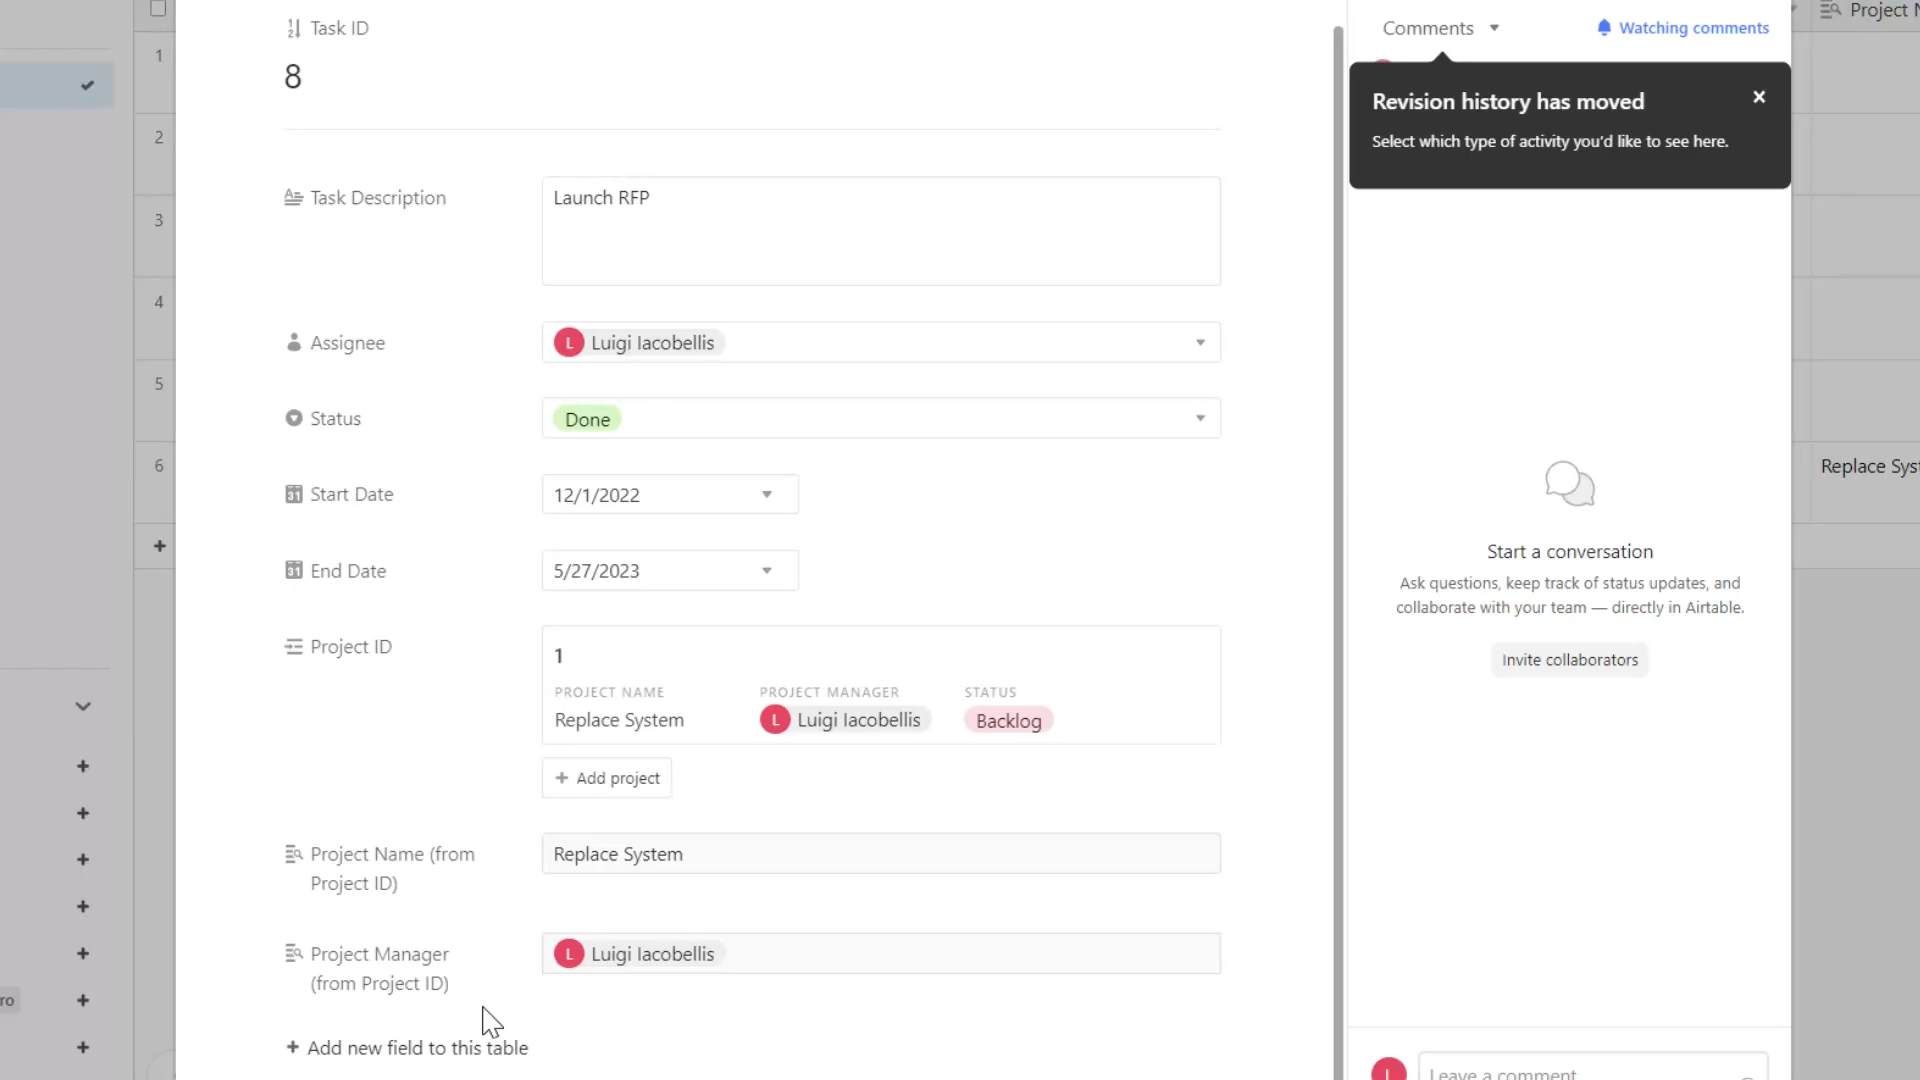 Task ID
8
Task Description
Launch RFP
Assignee
L Luigi Iacobellis
Status
Done
Start Date
12/1/2022
End Date
5/27/2023
Project ID
1
PROJECT NAME PROJECT MANAGER STATUS
Replace System L Luigi Iacobellis Backlog
+ Add project
Project Name (from
Project ID)
Replace System
Project Manager
(from Project ID)
L Luigi Iacobellis
+ Add new field to this table
Comments
Watching comments
Revision history has moved
Select which type of activity you'd like to see here.
Start a conversation
Ask questions, keep track of status updates, and
collaborate with your team — directly in Airtable.
Invite collaborators
L
Leave a comment
1
2
3
4
5
6
+
Project N
Replace Syst
ro